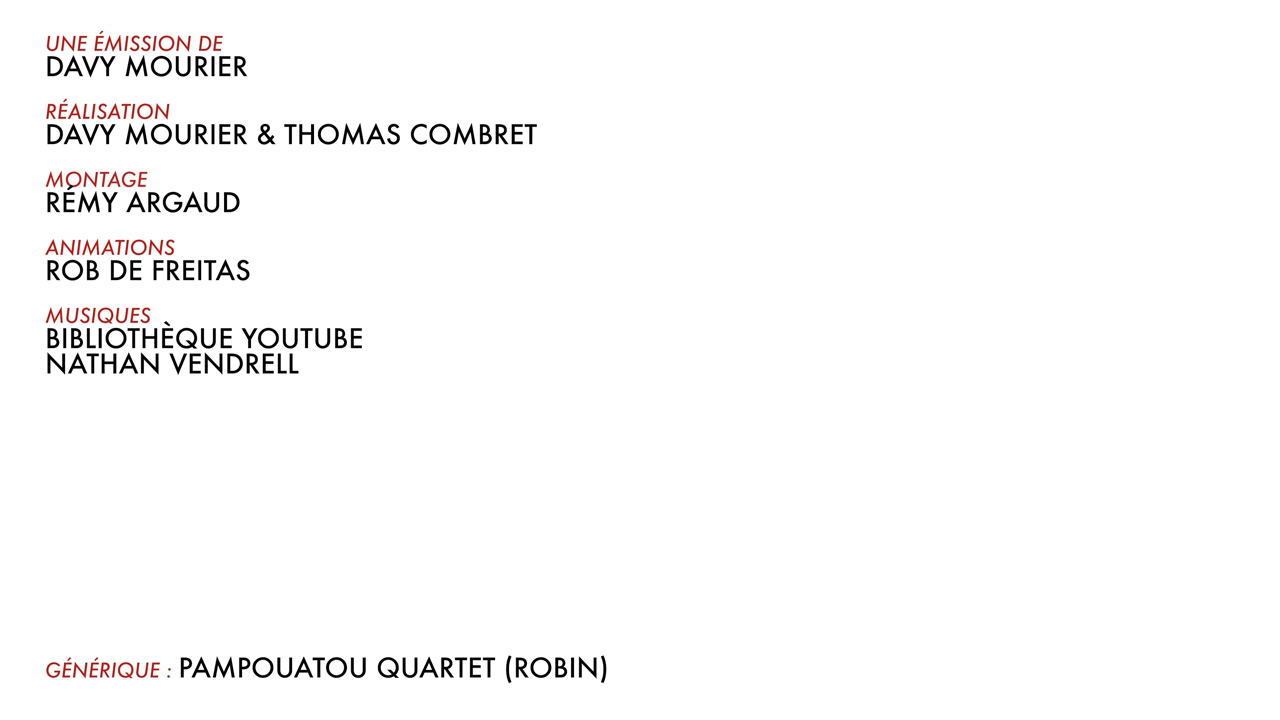 UNE ÉMISSION DE
DAVY MOURIER
RÉALISATION
DAVY MOURIER & THOMAS COMBRET
MONTAGE
RÉMY ARGAUD
ANIMATIONS
ROB DE FREITAS
MUSIQUES
BIBLIOTHÈQUE YOUTUBE
NATHAN VENDRELL
GÉNÉRIQUE : PAMPOUATOU QUARTET (ROBIN)